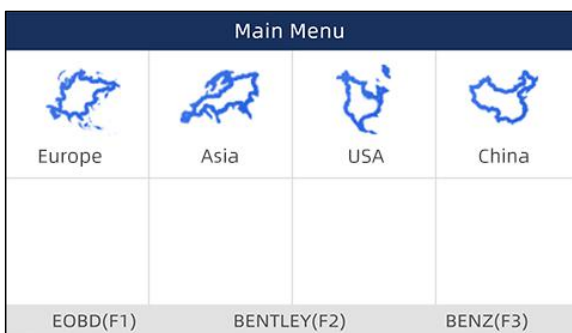 Main Menu
Europe Asia USA China
EOBD(F1) BENTLEY(F2) BENZ(F3)